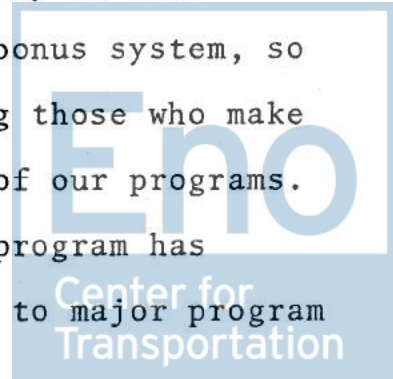 bonus system, so
those who make
of our programs.
program has
to major program
Eno
Center for
Transportation